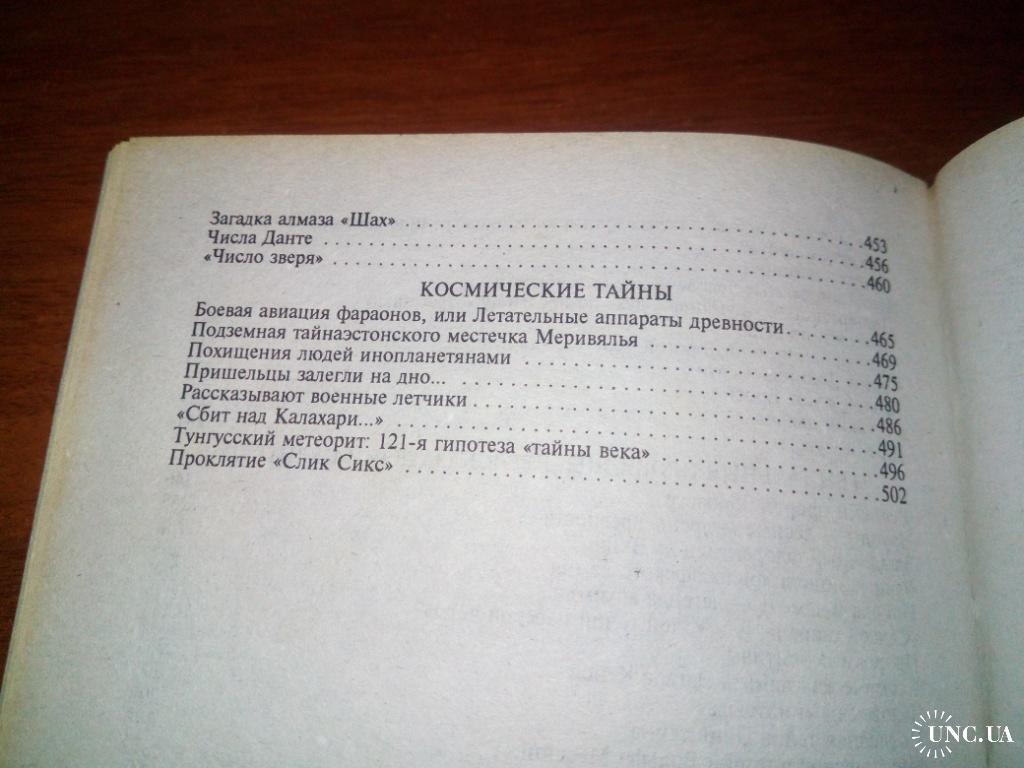 Загадка алмаза «Шах» 453
Числа Данте 456
«Число зверя» 460
КОСМИЧЕСКИЕ ТАЙНЫ
Боевая авиация фараонов, или Летательные аппараты древности 465
Подземная тайнаэстонского местечка Меривялья 469
Похищения людей инопланетянами 475
Пришельцы залегли на дно... 480
Рассказывают военные летчики 486
«Сбит над Калахари...» 491
Тунгусский метеорит: 121-я гипотеза «тайны века» 496
Проклятие «Слик Сикс» 502
UNC.UA